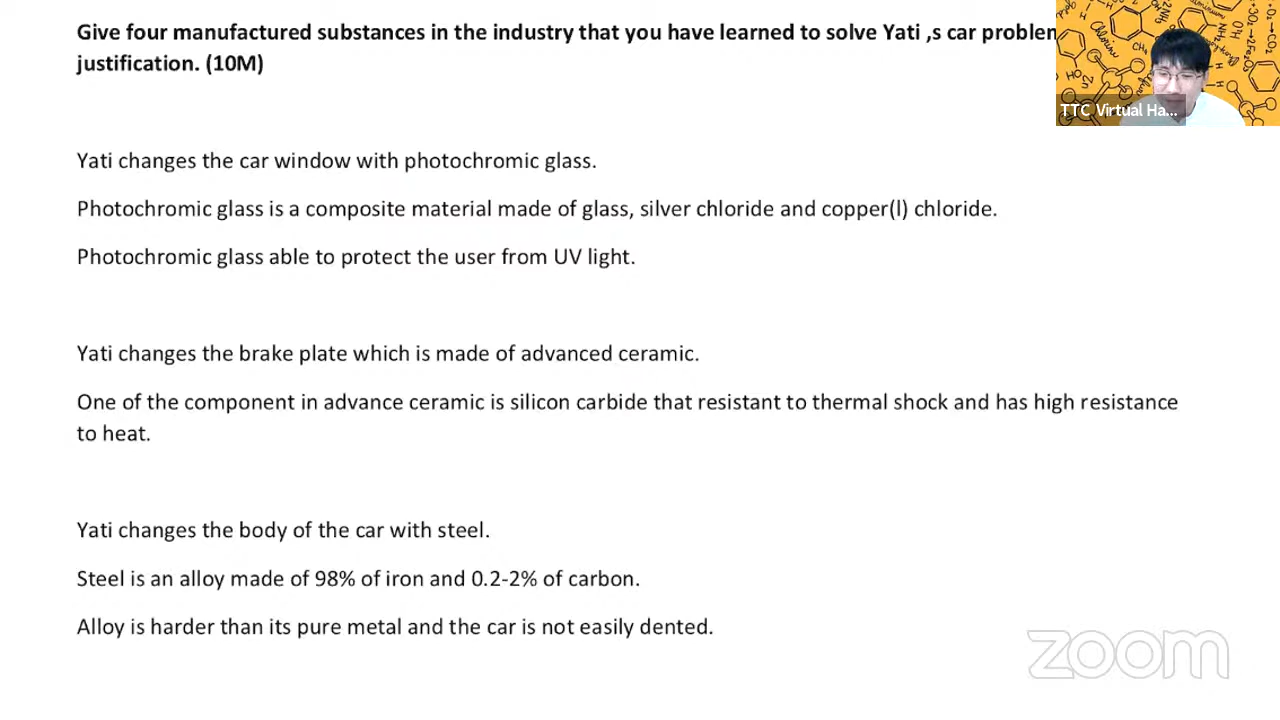 Give four manufactured substances in the industry that you have learned to solve Yati ,s car
justification. (10M)
TTC Virtual Ha...
Yati changes the car window with photochromic glass.
Photochromic glass is a composite material made of glass, silver chloride and copper(l) chloride.
Photochromic glass able to protect the user from UV light.
Yati changes the brake plate which is made of advanced ceramic.
One of the component in advance ceramic is silicon carbide that resistant to thermal shock and has high resistance
to heat.
Yati changes the body of the car with steel.
Steel is an alloy made of 98% of iron and 0.2-2% of carbon.
Alloy is harder than its pure metal and the car is not easily dented.
zoom